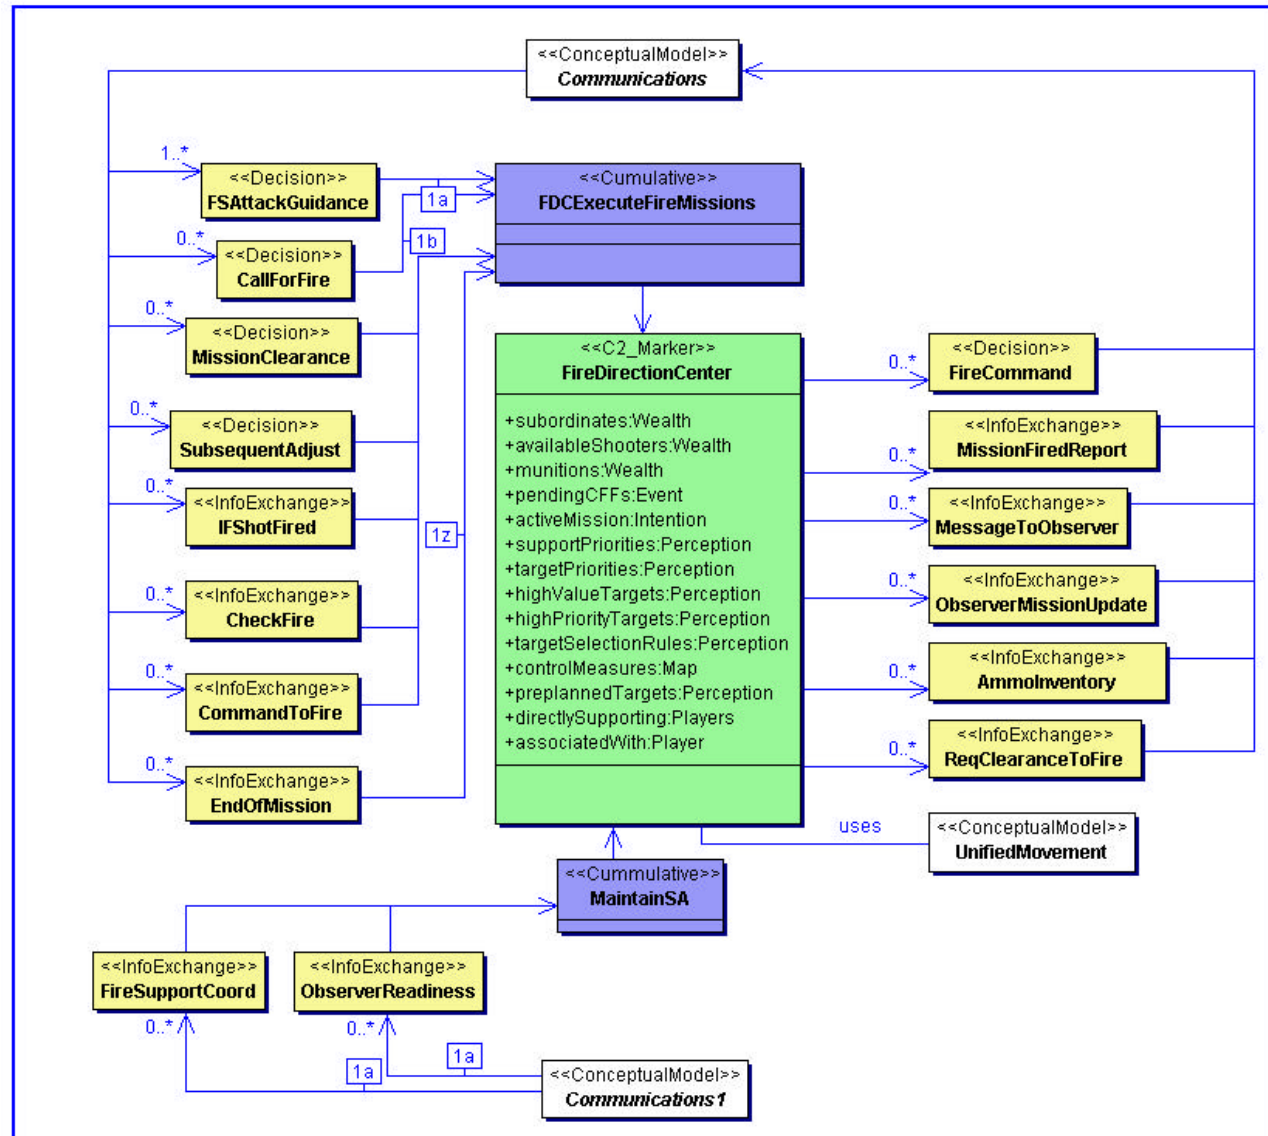 <<ConceptualModel>>
Communications
1..*
<<Decision>>
FSAttackGuidance
1a
<<Cumulative>>
FDCExecuteFireMissions
0..*
<<Decision>>
CallForFire
1b
0..*
<<Decision>>
MissionClearance
0..*
<<Decision>>
SubsequentAdjust
0..*
<<InfoExchange>>
IFShotFired
1z
0..*
<<InfoExchange>>
CheckFire
0..*
<<InfoExchange>>
CommandToFire
0..*
<<InfoExchange>>
EndOfMission
<<C2_Marker>>
FireDirectionCenter
+subordinates:Wealth
+availableShooters:Wealth
+munitions:Wealth
+pendingCFFs:Event
+activeMission:Intention
+supportPriorities:Perception
+targetPriorities:Perception
+highValueTargets:Perception
+highPriorityTargets:Perception
+targetSelectionRules:Perception
+controlMeasures:Map
+preplannedTargets:Perception
+directlySupporting:Players
+associatedWith:Player
0..*
<<Decision>>
FireCommand
0..*
<<InfoExchange>>
MissionFiredReport
0..*
<<InfoExchange>>
MessageToObserver
0..*
<<InfoExchange>>
ObserverMissionUpdate
0..*
<<InfoExchange>>
AmmoInventory
0..*
<<InfoExchange>>
ReqClearanceToFire
uses
<<ConceptualModel>>
UnifiedMovement
<<Cummulative>>
MaintainSA
<<InfoExchange>>
FireSupportCoord
<<InfoExchange>>
ObserverReadiness
0..*
0..*
1a
1a
<<ConceptualModel>>
Communications1